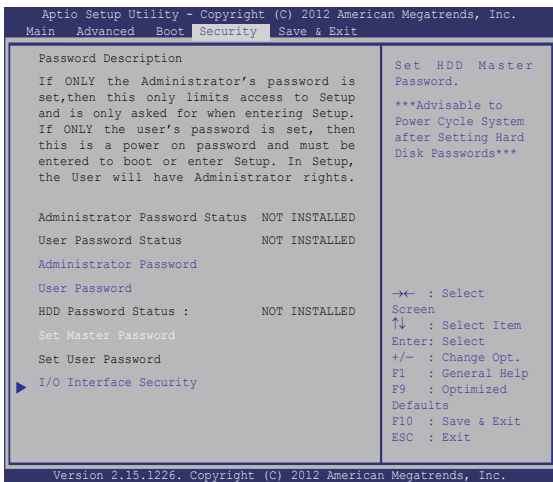 Aptio Setup Utility - Copyright (C) 2012 American Megatrends, Inc.
Main Advanced Boot Security Save & Exit
Password Description
If ONLY the Administrator's password is
set,then this only limits access to Setup
and is only asked for when entering Setup.
If ONLY the user's password is set, then
this is a power on password and must be
entered to boot or enter Setup. In Setup,
the User will have Administrator rights.
Administrator Password Status NOT INSTALLED
User Password Status NOT INSTALLED
Administrator Password
User Password
HDD Password Status : NOT INSTALLED
Set Master Password
Set User Password
I/O Interface Security
Set HDD Master
Password.
***Advisable to
Power Cycle System
after Setting Hard
Disk Passwords***
→← : Select
Screen
↑↓ : Select Item
Enter: Select
+/— : Change Opt.
F1 : General Help
F9 : Optimized
Defaults
F10 : Save & Exit
ESC : Exit
Version 2.15.1226. Copyright (C) 2012 American Megatrends, Inc.